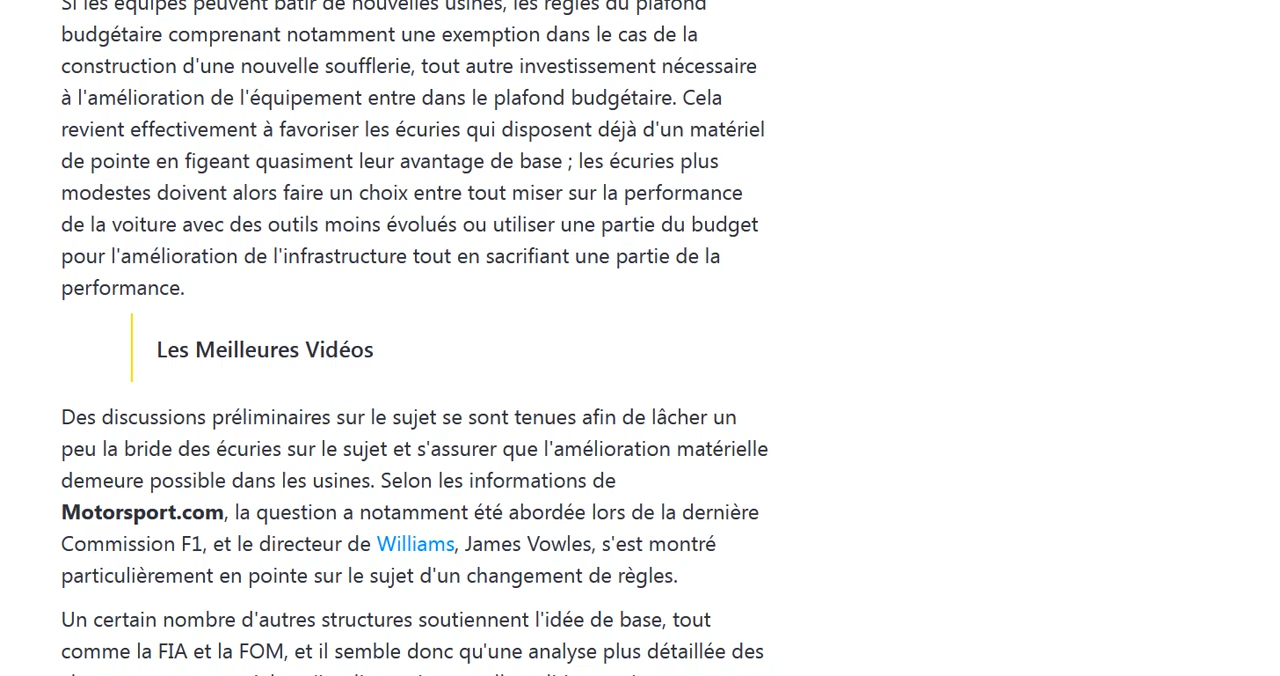 Si les équipes peuvent bâtir de nouvelles usines, les règles du plafond
budgétaire comprenant notamment une exemption dans le cas de la
construction d'une nouvelle soufflerie, tout autre investissement nécessaire
à l'amélioration de l'équipement entre dans le plafond budgétaire. Cela
revient effectivement à favoriser les écuries qui disposent déjà d'un matériel
de pointe en figeant quasiment leur avantage de base ; les écuries plus
modestes doivent alors faire un choix entre tout miser sur la performance
de la voiture avec des outils moins évolués ou utiliser une partie du budget
pour l'amélioration de l'infrastructure tout en sacrifiant une partie de la
performance.
Les Meilleures Vidéos
Des discussions préliminaires sur le sujet se sont tenues afin de lâcher un
peu la bride des écuries sur le sujet et s'assurer que l'amélioration matérielle
demeure possible dans les usines. Selon les informations de
Motorsport.com, la question a notamment été abordée lors de la dernière
Commission F1, et le directeur de Williams, James Vowles, s'est montré
particulièrement en pointe sur le sujet d'un changement de règles.
Un certain nombre d'autres structures soutiennent l'idée de base, tout
comme la FIA et la FOM, et il semble donc qu'une analyse plus détaillée des